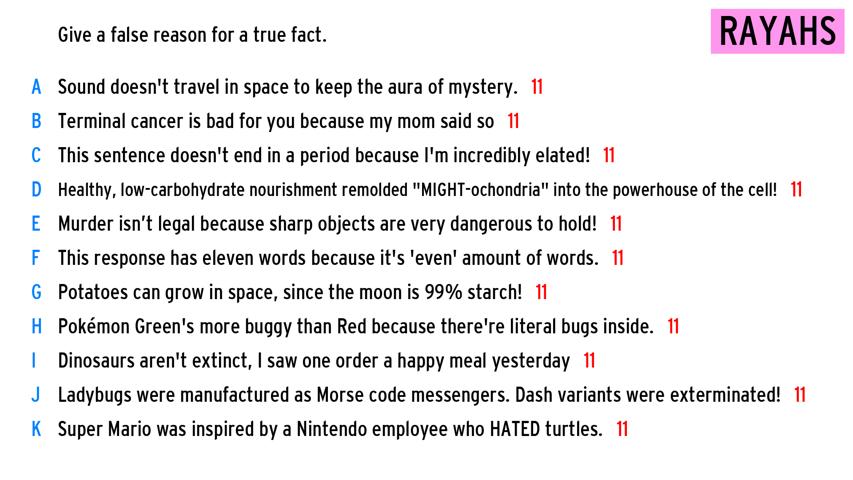 Give a false reason for a true fact.
RAYAHS
A Sound doesn't travel in space to keep the aura of mystery. 11
B Terminal cancer is bad for you because my mom said so 11
C This sentence doesn't end in a period because I'm incredibly elated! 11
D Healthy, low-carbohydrate nourishment remolded "MIGHT-ochondria" into the powerhouse of the cell! 11
E Murder isn’t legal because sharp objects are very dangerous to hold! 11
F This response has eleven words because it's 'even' amount of words. 11
G Potatoes can grow in space, since the moon is 99% starch! 11
H Pokémon Green's more buggy than Red because there're literal bugs inside. 11
I Dinosaurs aren't extinct, I saw one order a happy meal yesterday 11
J Ladybugs were manufactured as Morse code messengers. Dash variants were exterminated! 11
K Super Mario was inspired by a Nintendo employee who HATED turtles. 11